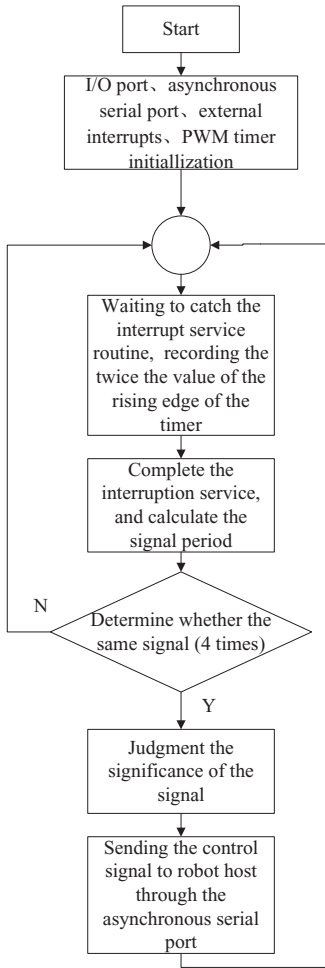 Start
I/O port、asynchronous
serial port、external
interrupts、PWM timer
initiallization
Waiting to catch the
interrupt service
routine, recording the
twice the value of the
rising edge of the
timer
Complete the
interruption service,
and calculate the
signal period
N
Determine whether the
same signal (4 times)
Y
Judgment the
significance of the
signal
Sending the control
signal to robot host
through the
asynchronous serial
port